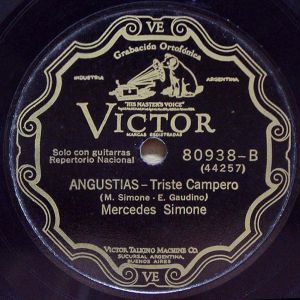 VE
Grabación Ortofónica
INDUSTRIA ARGENTINA
"HIS MASTER'S VOICE"
VICTOR
MARCAS REGISTRADAS
Solo con guitarras
Repertorio Nacional
80938-B
(44257)
ANGUSTIAS - Triste Campero
(M. Simone - E. Gaudino)
Mercedes Simone
VICTOR TALKING MACHINE CO.
SUCURSAL ARGENTINA,
BUENOS AIRES
VE